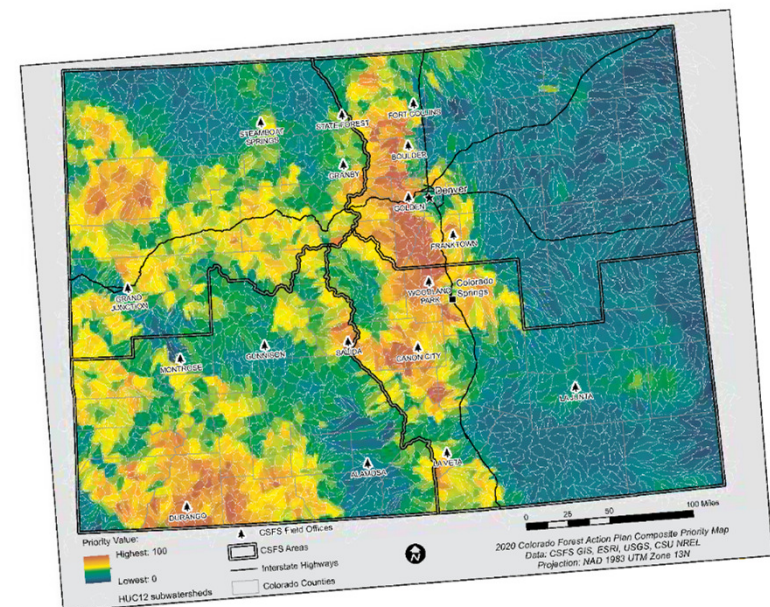 FORT COLLINS
STATE FOREST
STEAMBOAT
SPRINGS
BOULDER
GRANBY
Denver
GOLDEN
FRANKTOWN
GRAND
JUNCTION
WOODLAND
PARK
Colorado
Springs
SALIDA
CANON CITY
GUNNISON
MONTROSE
LA JUNTA
LA VETA
ALAMOSA
DURANGO
Priority Value:
Highest: 100
Lowest: 0
HUC12 subwatersheds
CSFS Field Offices
CSFS Areas
Interstate Highways
Colorado Counties
N
0 25 50 100 Miles
2020 Colorado Forest Action Plan Composite Priority Map
Data: CSFS GIS, ESRI, USGS, CSU NREL
Projection: NAD 1983 UTM Zone 13N